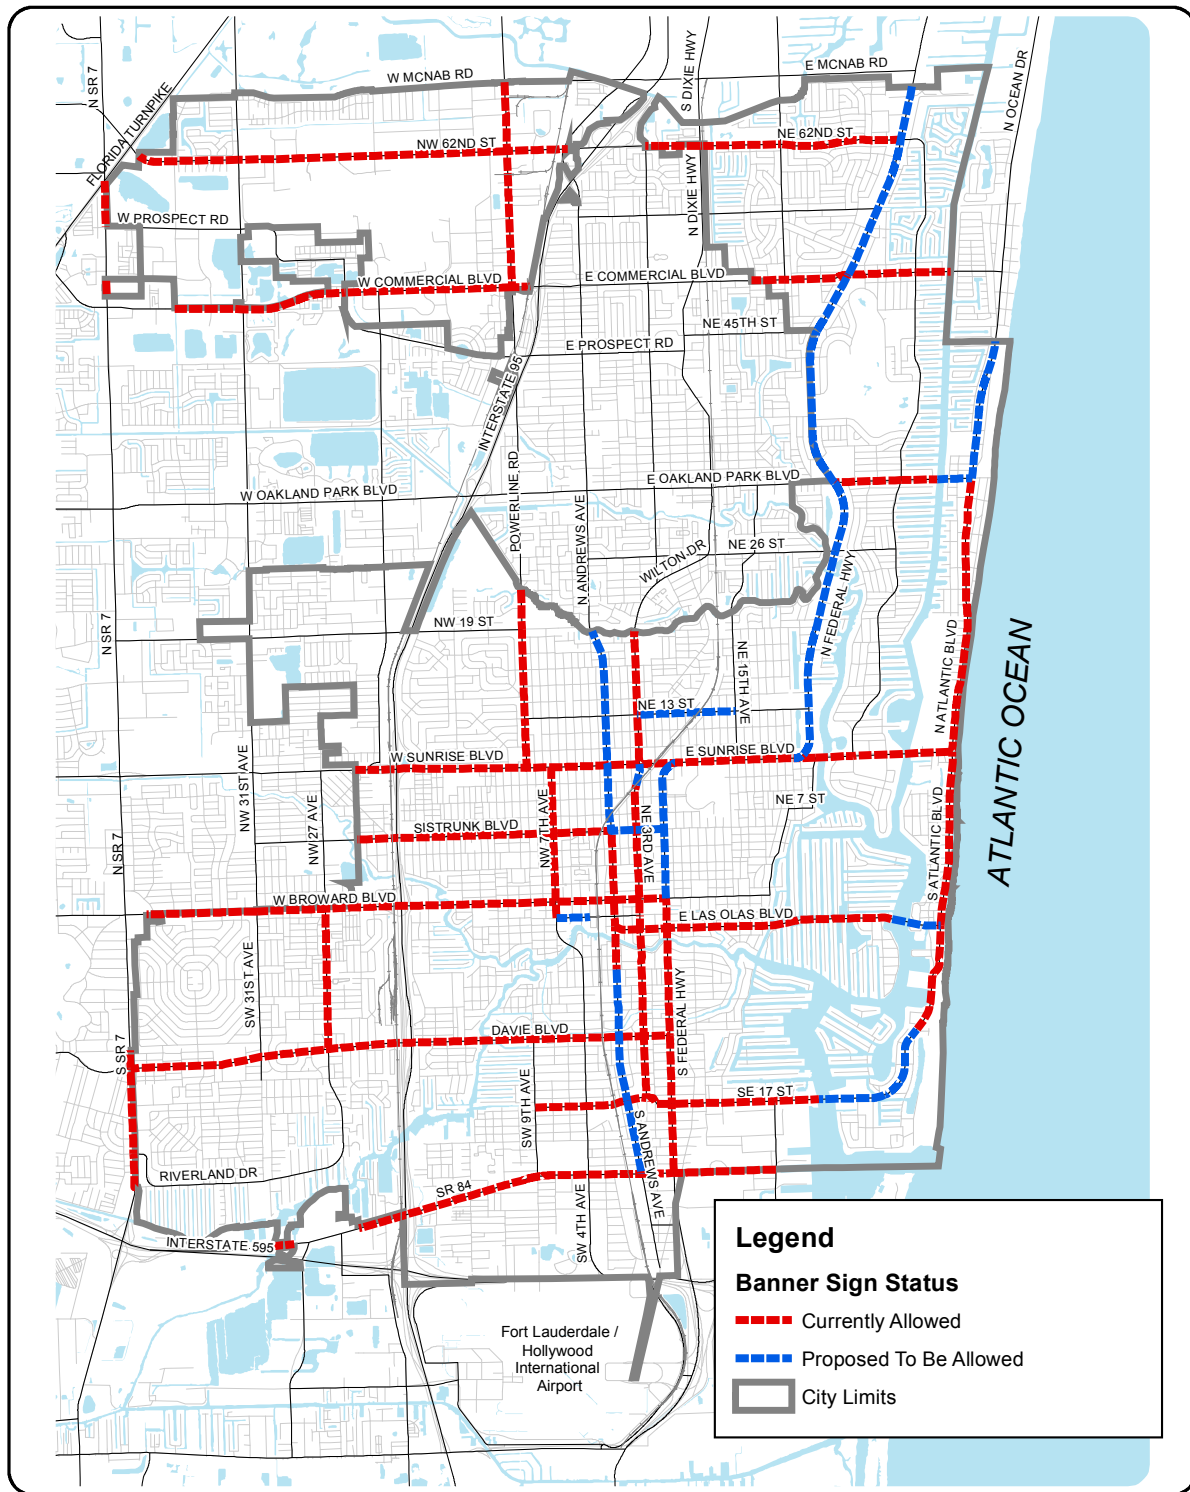 W MCNAB RD
E MCNAB RD
N SR 7
S DIXIE HWY
N OCEAN DR
FLORIDA TURNPIKE
NW 62ND ST
NE 62ND ST
N DIXIE HWY
W PROSPECT RD
W COMMERCIAL BLVD
E COMMERCIAL BLVD
NE 45TH ST
E PROSPECT RD
INTERSTATE 95
POWERLINE RD
W OAKLAND PARK BLVD
E OAKLAND PARK BLVD
N ANDREWS AVE
WILTON DR
NE 26 ST
N FEDERAL HWY
N SR 7
NW 19 ST
NE 15TH AVE
N ATLANTIC BLVD
ATLANTIC OCEAN
NE 13 ST
W SUNRISE BLVD
E SUNRISE BLVD
NW 31ST AVE
NW 27 AVE
NE 7 ST
SISTRUNK BLVD
NW 7TH AVE
NE 3RD AVE
S ATLANTIC BLVD
N SR 7
W BROWARD BLVD
E LAS OLAS BLVD
SW 31ST AVE
S FEDERAL HWY
DAVIE BLVD
S SR 7
SW 9TH AVE
SE 17 ST
S ANDREWS AVE
RIVERLAND DR
SR 84
SW 4TH AVE
INTERSTATE 595
Fort Lauderdale /
Hollywood
International
Airport
Legend
Banner Sign Status
Currently Allowed
Proposed To Be Allowed
City Limits